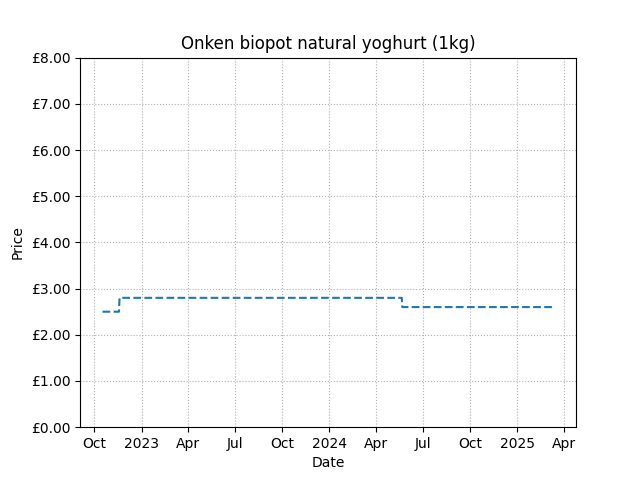 Onken biopot natural yoghurt (1kg)
£8.00
£7.00
£6.00
£5.00
£4.00
£3.00
£2.00
£1.00
£0.00
Price
Oct 2023 Apr Jul Oct 2024 Apr Jul Oct 2025 Apr
Date